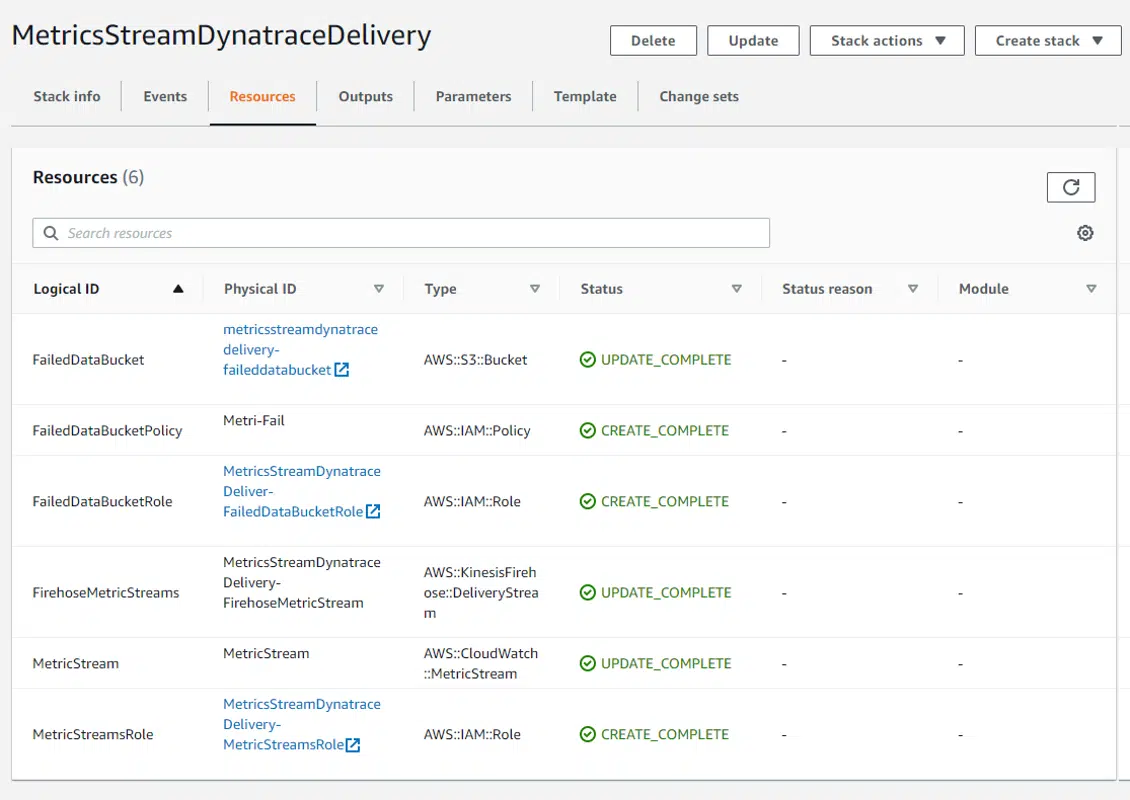 MetricsStreamDynatraceDelivery
Delete
Update
Stack actions
Create stack
Stack info
Events
Resources
Outputs
Parameters
Template
Change sets
Resources (6)
Search resources
Logical ID
Physical ID
Type
Status
Status reason
Module
FailedDataBucket
metricsstreamdynatrace
delivery-
faileddatabucket
AWS::S3::Bucket
UPDATE_COMPLETE
-
-
FailedDataBucketPolicy
Metri-Fail
AWS::IAM::Policy
CREATE_COMPLETE
-
-
FailedDataBucketRole
MetricsStreamDynatrace
Deliver-
FailedDataBucketRole
AWS::IAM::Role
CREATE_COMPLETE
-
-
FirehoseMetricStreams
MetricsStreamDynatrace
Delivery-
FirehoseMetricStream
AWS::KinesisFireh
ose::DeliveryStrea
m
UPDATE_COMPLETE
-
-
MetricStream
MetricStream
AWS::CloudWatch
::MetricStream
UPDATE_COMPLETE
-
-
MetricStreamsRole
MetricsStreamDynatrace
Delivery-
MetricStreamsRole
AWS::IAM::Role
CREATE_COMPLETE
-
-